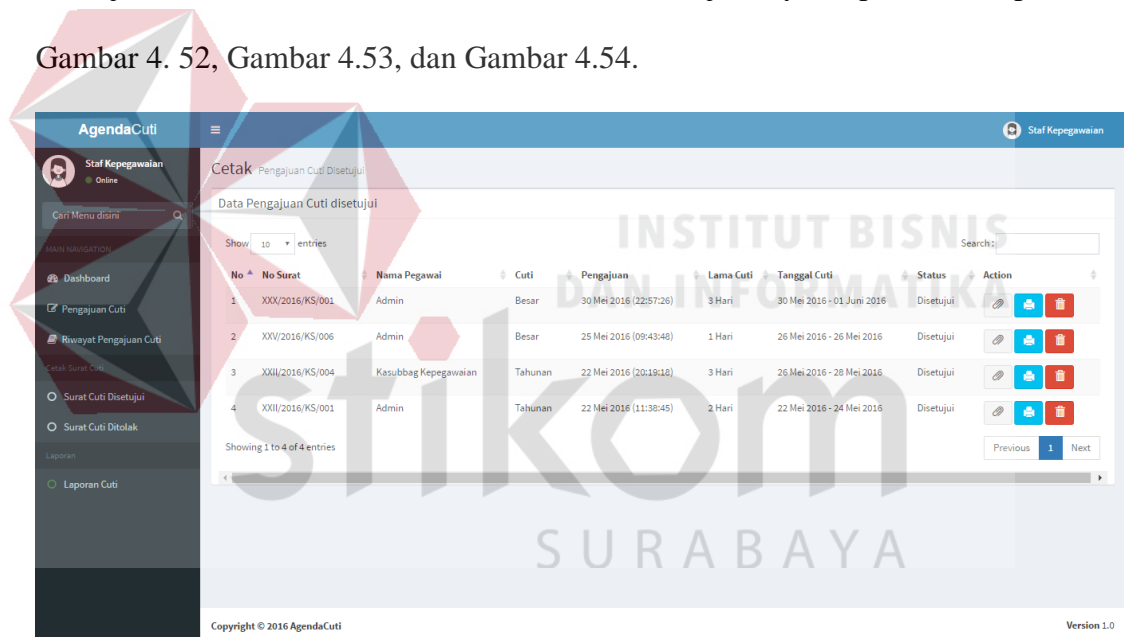 Gambar 4. 52, Gambar 4.53, dan Gambar 4.54.
AgendaCuti
Staf Kepegawaian
Staf Kepegawaian
Online
Cetak Pengajuan Cuti Disetujui
Data Pengajuan Cuti disetujui
Cari Menu disini
INSTITUT BISNIS
Show 10 entries
Search:
MAIN NAVIGATION
No No Surat Nama Pegawai Cuti Pengajuan Lama Cuti Tanggal Cuti Status Action
Dashboard
DAN INFORMATIKA
1 XXX/2016/KS/001 Admin Besar 30 Mei 2016 (22:57:26) 3 Hari 30 Mei 2016 - 01 Juni 2016 Disetujui
Pengajuan Cuti
2 XXV/2016/KS/006 Admin Besar 25 Mei 2016 (09:43:48) 1 Hari 26 Mei 2016 - 26 Mei 2016 Disetujui
Riwayat Pengajuan Cuti
Cetak Surat Cuti
3 XXII/2016/KS/004 Kasubbag Kepegawaian Tahunan 22 Mei 2016 (20:19:18) 3 Hari 26 Mei 2016 - 28 Mei 2016 Disetujui
Surat Cuti Disetujui
4 XXII/2016/KS/001 Admin Tahunan 22 Mei 2016 (11:38:45) 2 Hari 22 Mei 2016 - 24 Mei 2016 Disetujui
Surat Cuti Ditolak
Showing 1 to 4 of 4 entries
Previous 1 Next
Laporan
Laporan Cuti
stikom
SURABAYA
Copyright © 2016 AgendaCuti
Version 1.0